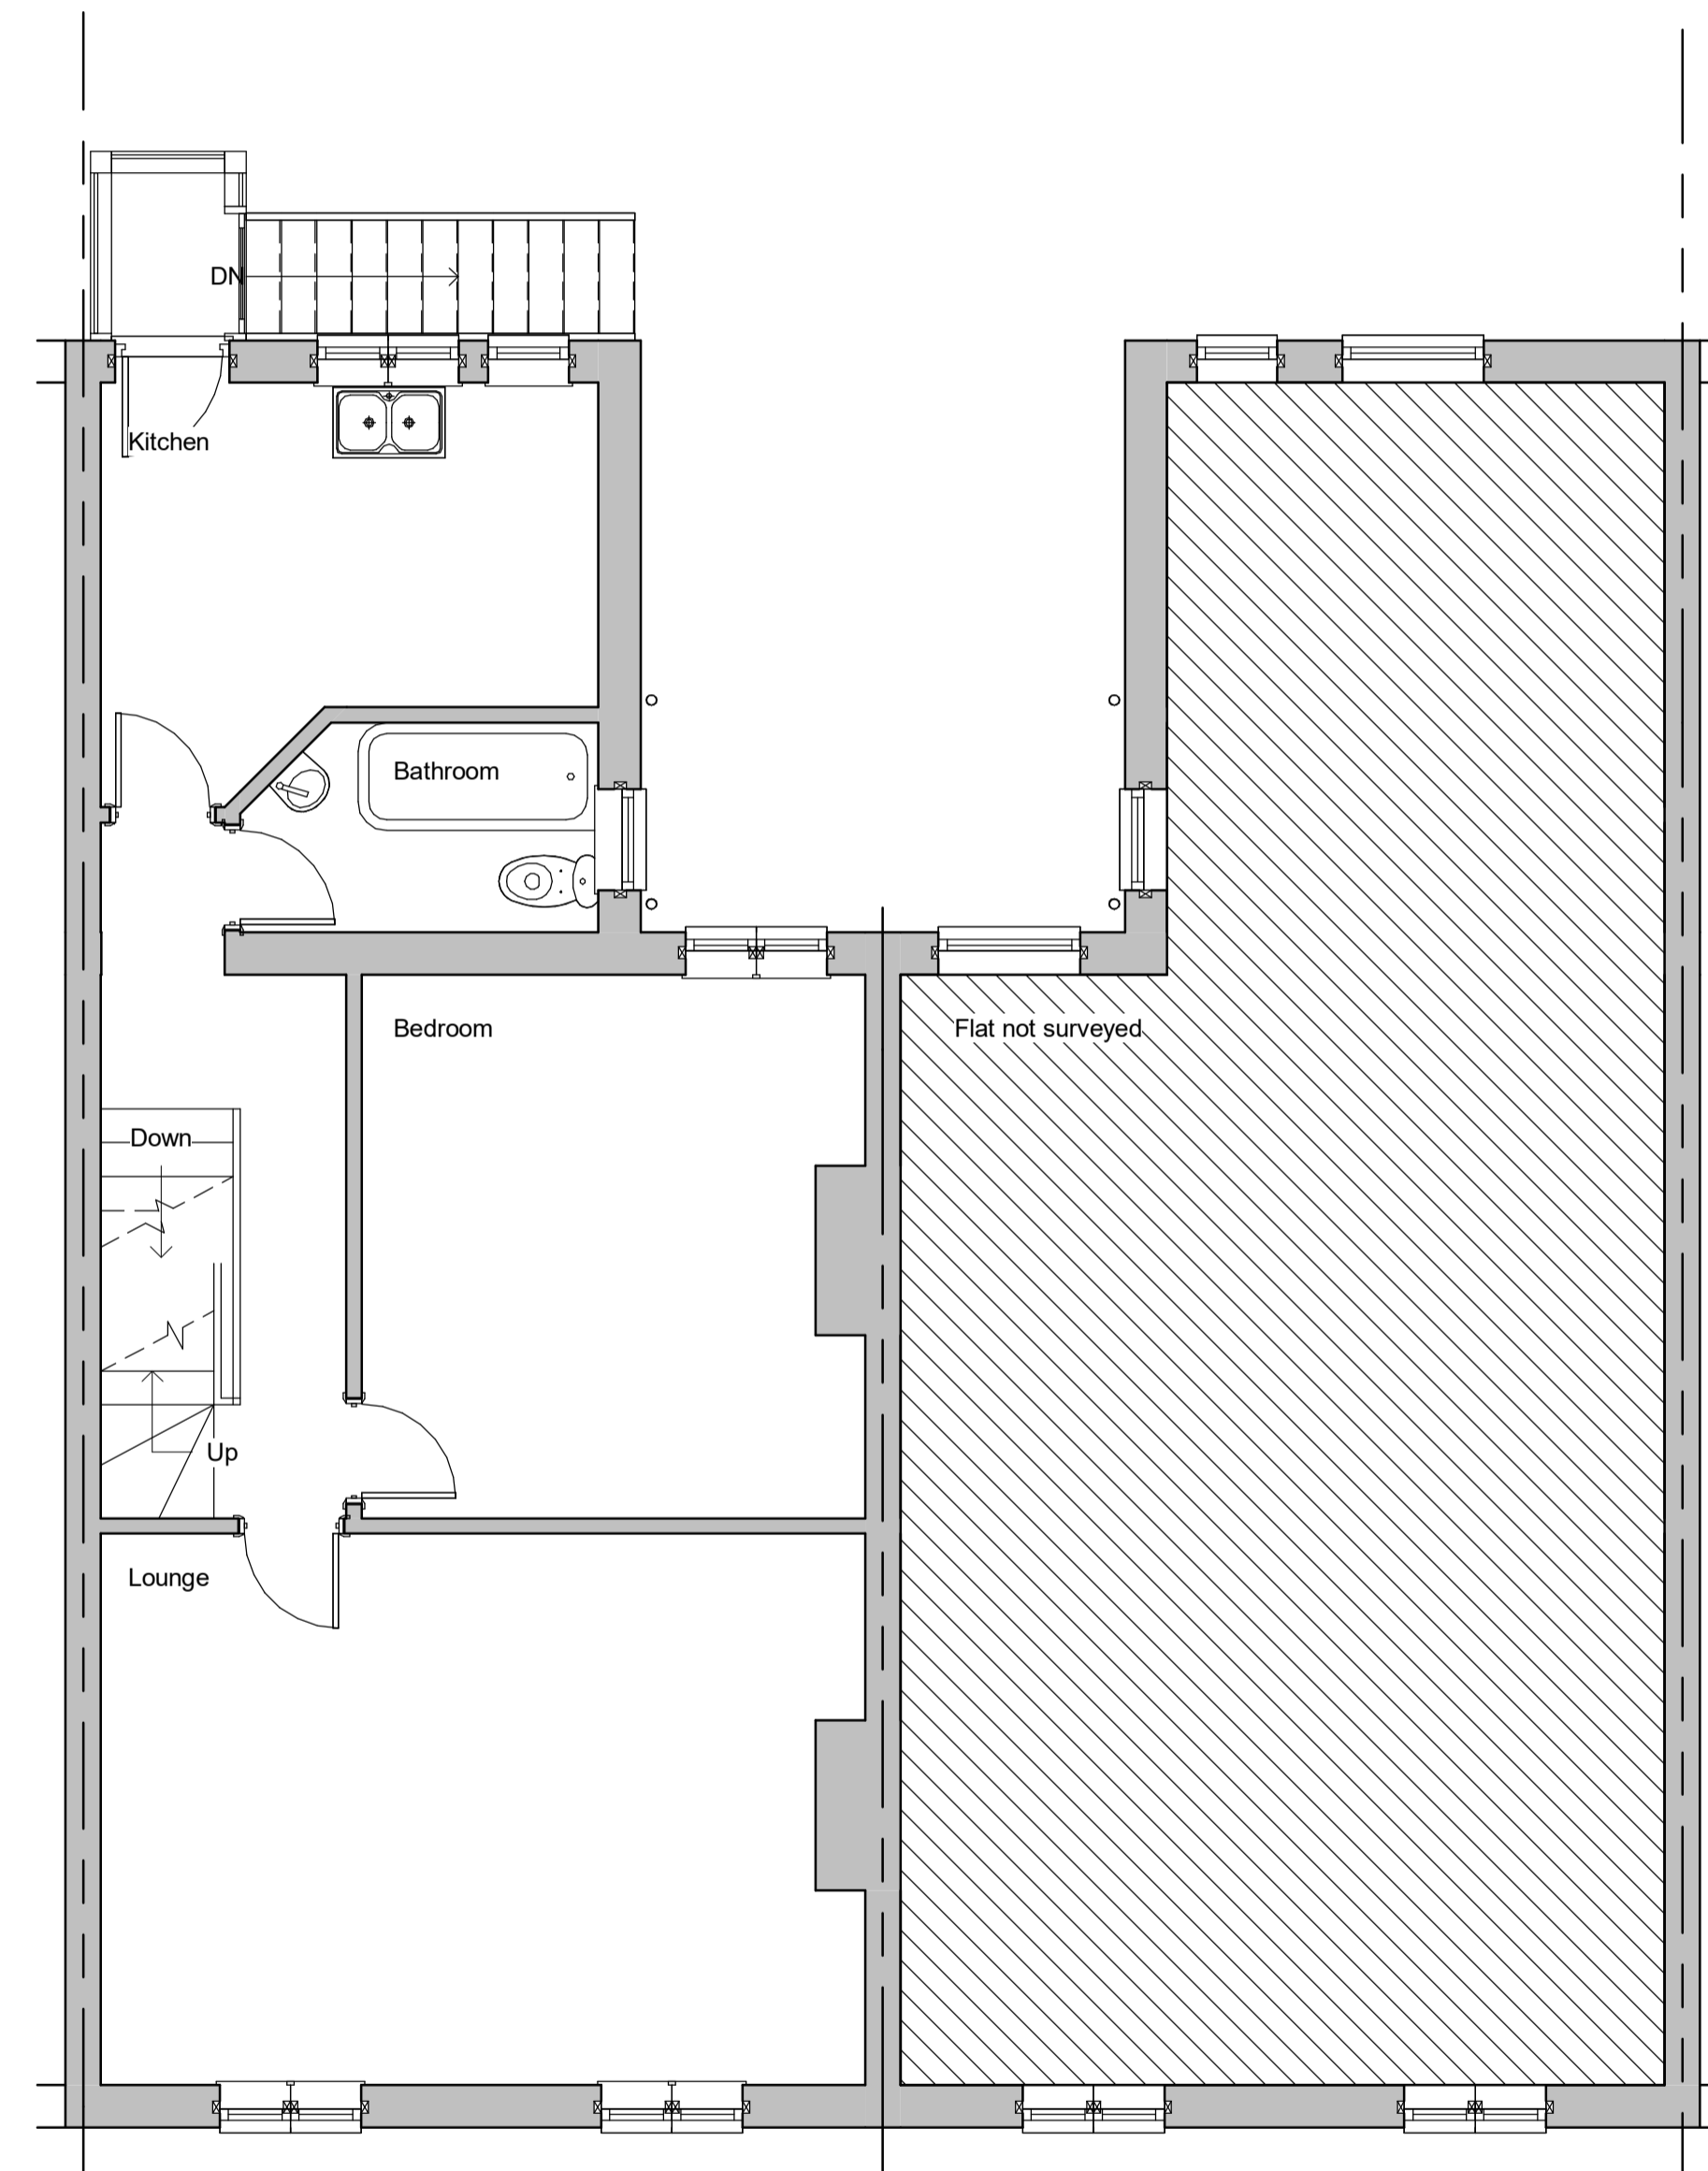 DN
Kitchen
Bathroom
Bedroom
Flat not surveyed
Down
Up
Lounge